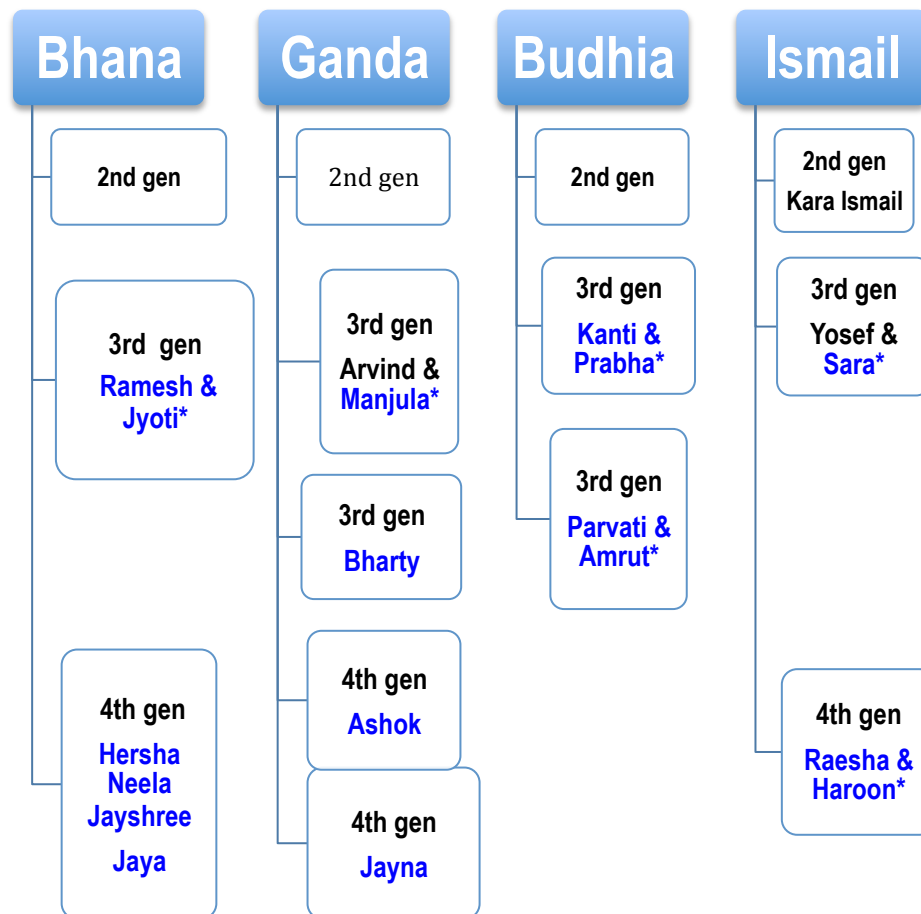 Bhana
2nd gen
3rd gen
Ramesh &
Jyoti*
4th gen
Hersha
Neela
Jayshree
Jaya
Ganda
2nd gen
3rd gen
Arvind &
Manjula*
3rd gen
Bharty
4th gen
Ashok
4th gen
Jayna
Budhia
2nd gen
3rd gen
Kanti &
Prabha*
3rd gen
Parvati &
Amrut*
Ismail
2nd gen
Kara Ismail
3rd gen
Yosef &
Sara*
4th gen
Raesha &
Haroon*